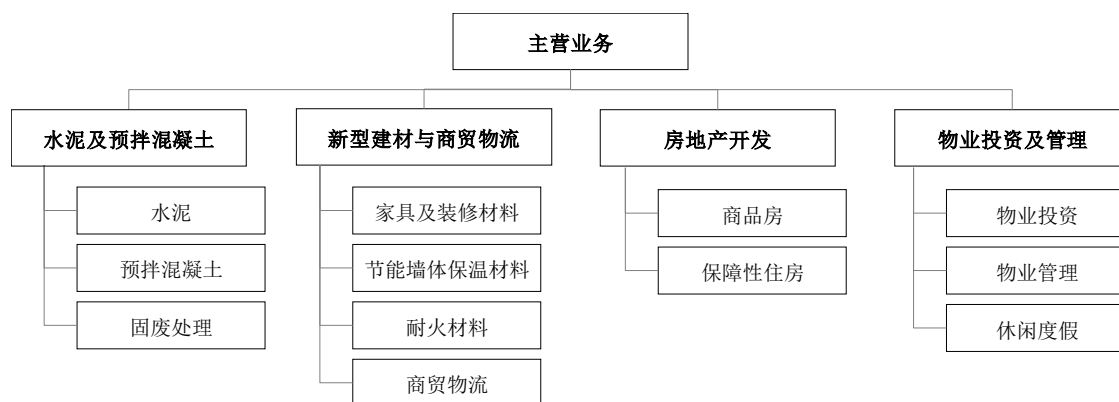 主营业务
水泥及预拌混凝土
水泥
预拌混凝土
固废处理
新型建材与商贸物流
家具及装修材料
节能墙体保温材料
耐火材料
商贸物流
房地产开发
商品房
保障性住房
物业投资及管理
物业投资
物业管理
休闲度假